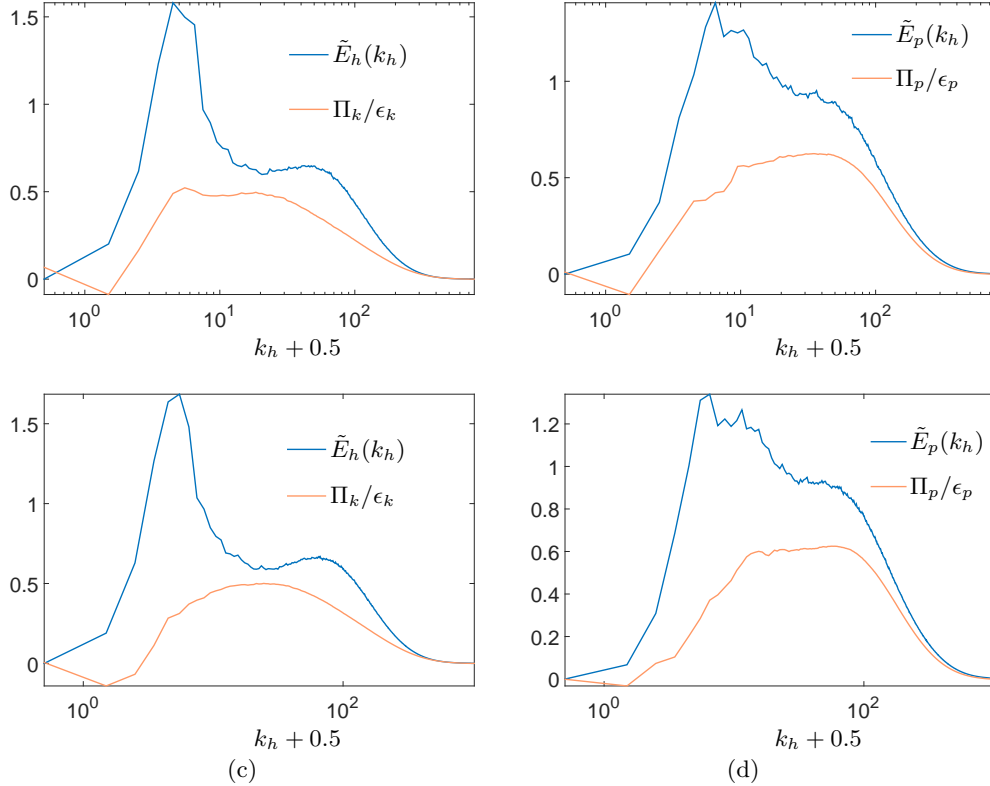 1.5
1
0.5
0
10^0
10^1
10^2
k_h + 0.5
Ẽ_h(k_h)
Π_k/ϵ_k
1
0.5
0
10^0
10^1
10^2
k_h + 0.5
Ẽ_p(k_h)
Π_p/ϵ_p
1.5
1
0.5
0
10^0
10^2
k_h + 0.5
Ẽ_h(k_h)
Π_k/ϵ_k
(c)
1.2
1
0.8
0.6
0.4
0.2
0
10^0
10^2
k_h + 0.5
Ẽ_p(k_h)
Π_p/ϵ_p
(d)